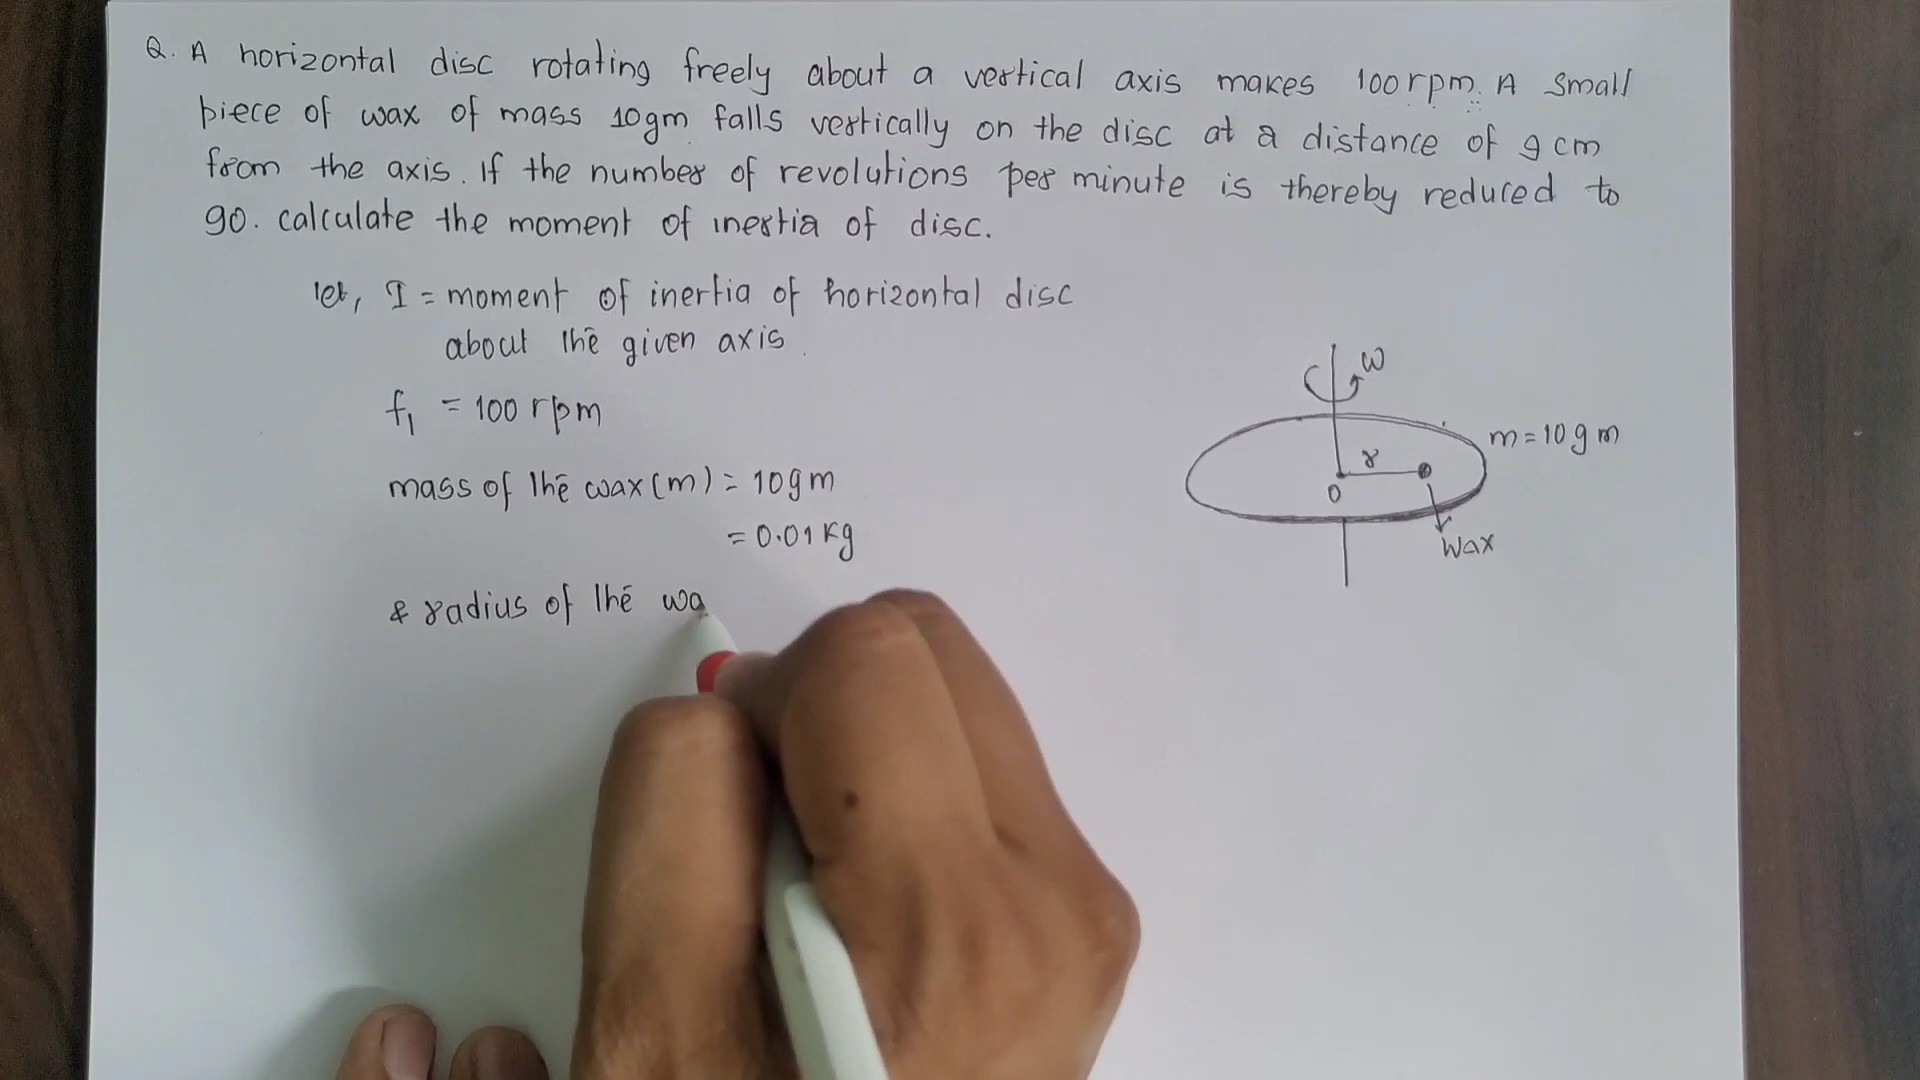 Q. A horizontal disc rotating freely about a vertical axis makes 100 rpm. A small
piece of wax of mass 10gm falls vertically on the disc at a distance of 9 cm
from the axis. If the number of revolutions per minute is thereby reduced to
90. calculate the moment of inertia of disc.
let, I = moment of inertia of horizontal disc
about the given axis.
f₁ = 100 rpm
mass of the wax (m) = 10gm
= 0.01 kg
& radius of the wa
ω
m = 10gm
r
O
Wax